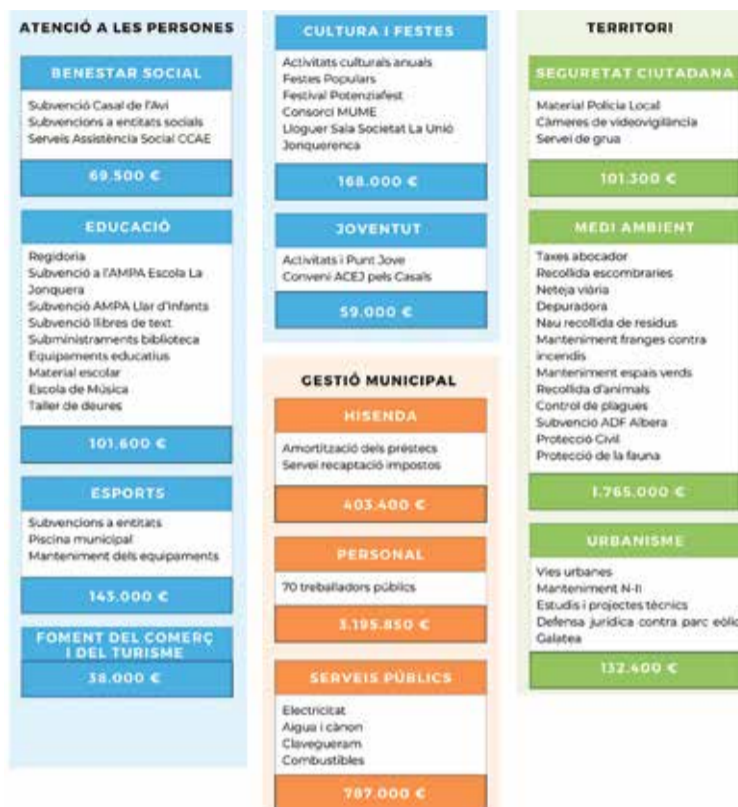 ATENCIÓ A LES PERSONES
BENESTAR SOCIAL
Subvenció Casal de l'Avi
Subvencions a entitats socials
Serveis Assistència Social CCAE
69.500 €
EDUCACIÓ
Regidoria
Subvenció a l'AMPA Escola La
Jonquera
Subvenció AMPA Llar d'Infants
Subvenció llibres de text
Subministraments biblioteca
Equipaments educatius
Material escolar
Escola de Música
Taller de deures
101.600 €
ESPORTS
Subvencions a entitats
Piscina municipal
Manteniment dels equipaments
143.000 €
FOMENT DEL COMERÇ
I DEL TURISME
38.000 €
CULTURA I FESTES
Activitats culturals anuals
Festes Populars
Festival Potenziafest
Consorci MUME
Lloguer Sala Societat La Unió
Jonquerenca
168.000 €
JOVENTUT
Activitats i Punt Jove
Conveni ACEJ pels Casals
59.000 €
GESTIÓ MUNICIPAL
HISENDA
Amortització dels préstecs
Servei recaptació impostos
403.400 €
PERSONAL
70 treballadors públics
3.195.850 €
SERVEIS PÚBLICS
Electricitat
Aigua i cànon
Clavegueram
Combustibles
787.000 €
TERRITORI
SEGURETAT CIUTADANA
Material Policia Local
Càmeres de videovigilància
Servei de grua
101.300 €
MEDI AMBIENT
Taxes abocador
Recollida escombraries
Neteja viària
Depuradora
Nau recollida de residus
Manteniment franges contra
incendis
Manteniment espais verds
Recollida d'animals
Control de plagues
Subvenció ADF Albera
Protecció Civil
Protecció de la fauna
1.765.000 €
URBANISME
Vies urbanes
Manteniment N-II
Estudis i projectes tècnics
Defensa jurídica contra parc eòlic
Galatea
132.400 €